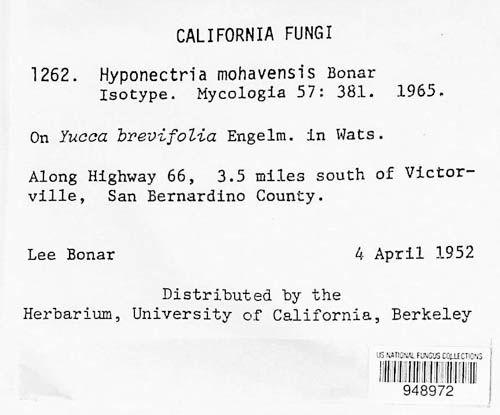 CALIFORNIA FUNGI
1262. Hyponectria mohavensis Bonar
Isotype. Mycologia 57: 381. 1965.
On Yucca brevifolia Engelm. in Wats.
Along Highway 66, 3.5 miles south of Victor-
ville, San Bernardino County.
Lee Bonar 4 April 1952
Distributed by the
Herbarium, University of California, Berkeley
US NATIONAL FUNGUS COLLECTIONS
948972